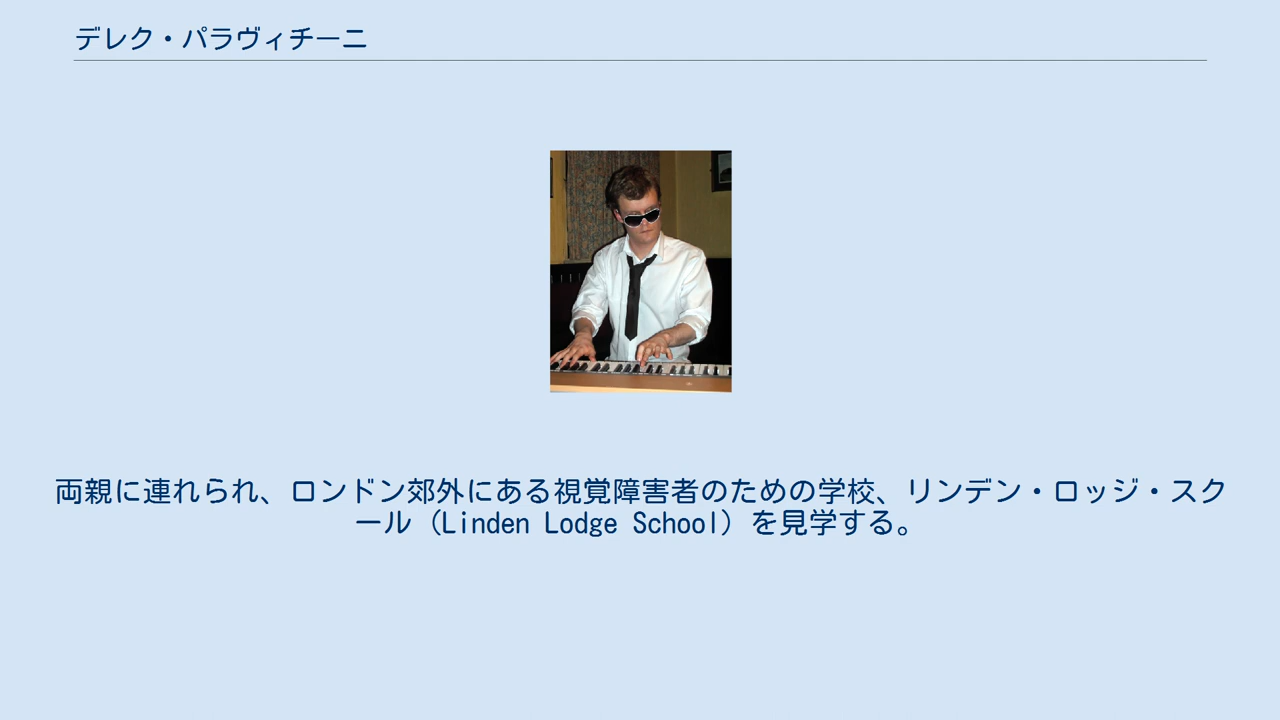 デレク・パラヴィチーニ
両親に連れられ、ロンドン郊外にある視覚障害者のための学校、リンデン・ロッジ・スク
ール（Linden Lodge School）を見学する。